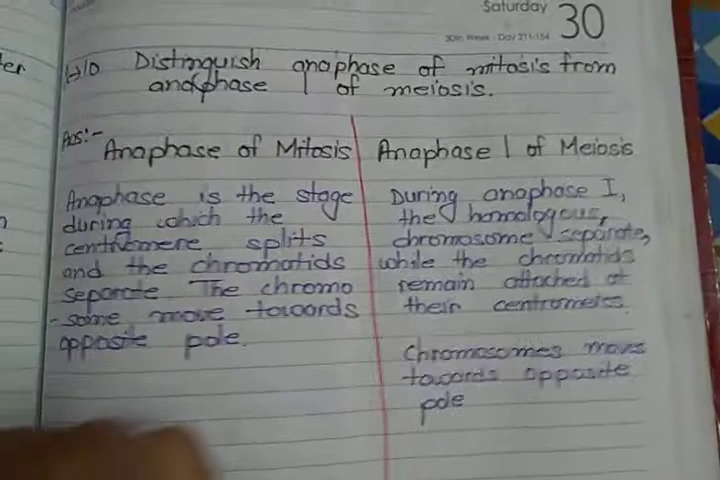 Saturday 30
30th Week - Day 211-154
Distinguish anaphase of mitosis from
anaphase I of meiosis.
Ans:-
Anaphase of Mitosis
Anaphase is the stage
during which the
centromere splits
and the chromatids
separate The chromo
-some move towards
opposite pole.
Anaphase I of Meiosis
During anaphase I,
the homologous,
chromosome separate,
while the chromatids
remain attached at
their centromeres.
Chromosomes moves
towards opposite
pole